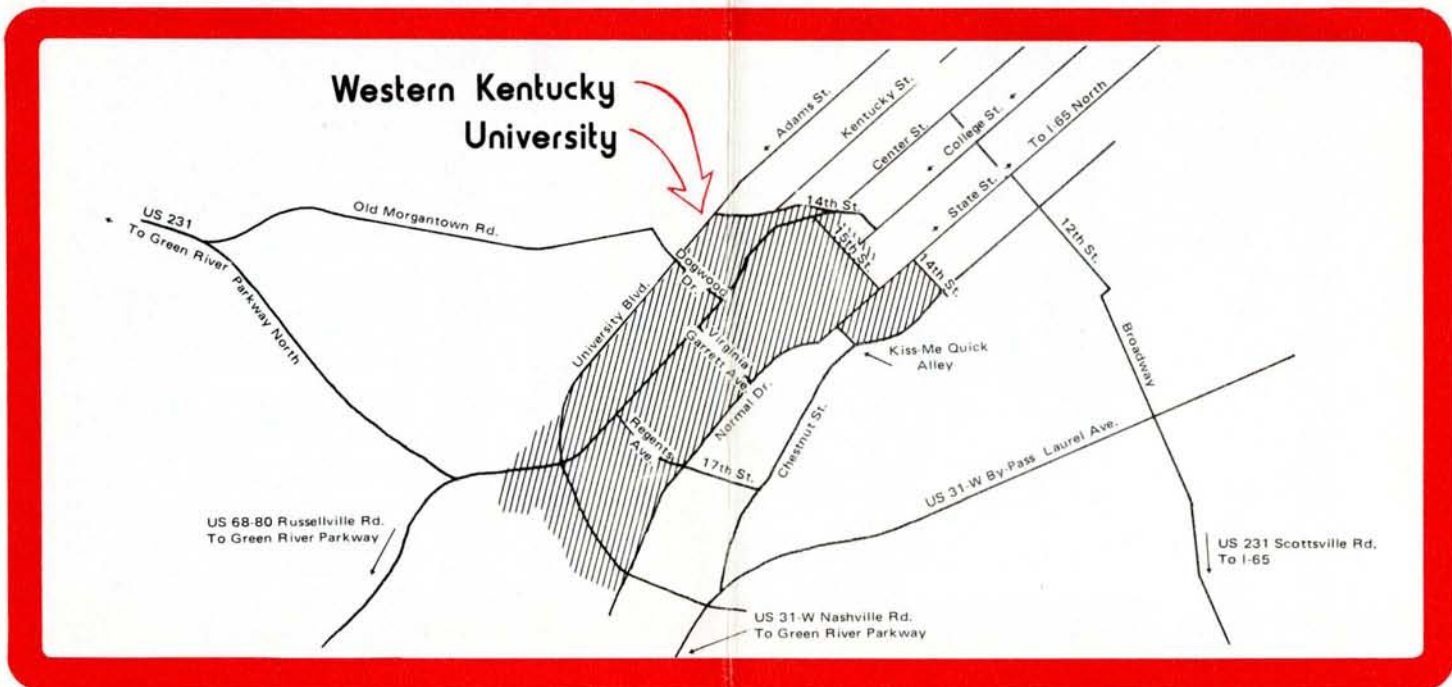 Western Kentucky
University
Adams St.
Kentucky St.
Center St.
College St.
State St.
To I-65 North
14th St.
15th St.
14th St.
12th St.
US 231
To Green River Parkway North
Old Morgantown Rd.
Dogwood
Dr.
University Blvd.
Virginia
Garrett Ave.
Normal Dr.
Kiss-Me Quick
Alley
Broadway
Regents
Ave.
17th St.
Chestnut St.
US 31-W By-Pass Laurel Ave.
US 68-80 Russellville Rd.
To Green River Parkway
US 231 Scottsville Rd.
To I-65
US 31-W Nashville Rd.
To Green River Parkway